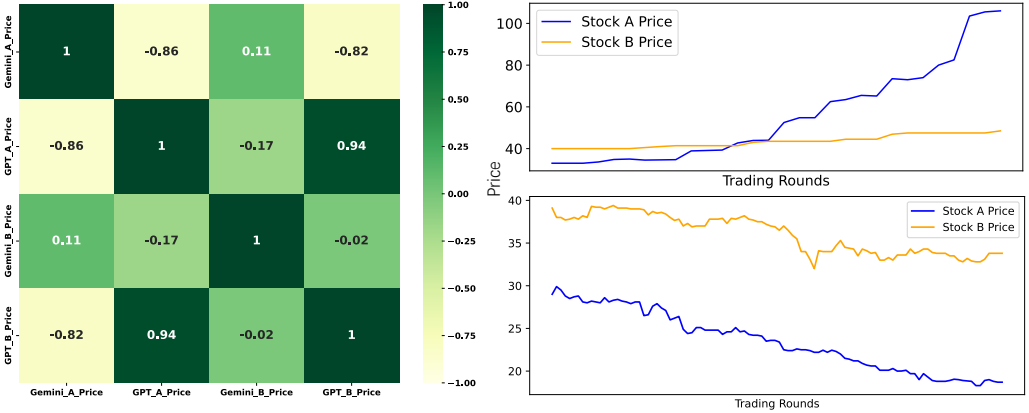 Gemini_A_Price
GPT_A_Price
Gemini_B_Price
GPT_B_Price
1 -0.86 0.11 -0.82
-0.86 1 -0.17 0.94
0.11 -0.17 1 -0.02
-0.82 0.94 -0.02 1
Gemini_A_Price GPT_A_Price Gemini_B_Price GPT_B_Price
1.00
0.75
0.50
0.25
0.00
−0.25
−0.50
−0.75
−1.00
Price
Stock A Price
Stock B Price
100
80
60
40
Trading Rounds
Stock A Price
Stock B Price
40
35
30
25
20
Trading Rounds